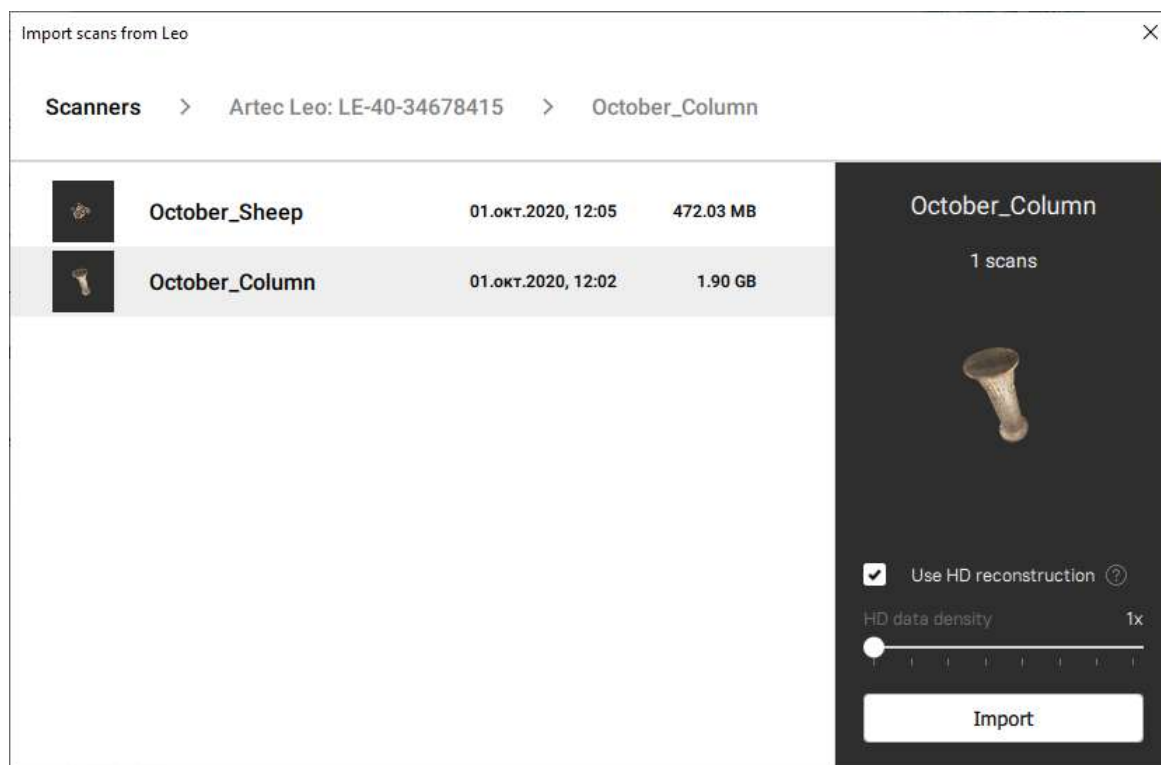 Import scans from Leo
Scanners > Artec Leo: LE-40-34678415 > October_Column
October_Sheep 01.окт.2020, 12:05 472.03 MB
October_Column 01.окт.2020, 12:02 1.90 GB
October_Column
1 scans
Use HD reconstruction ?
HD data density 1x
Import